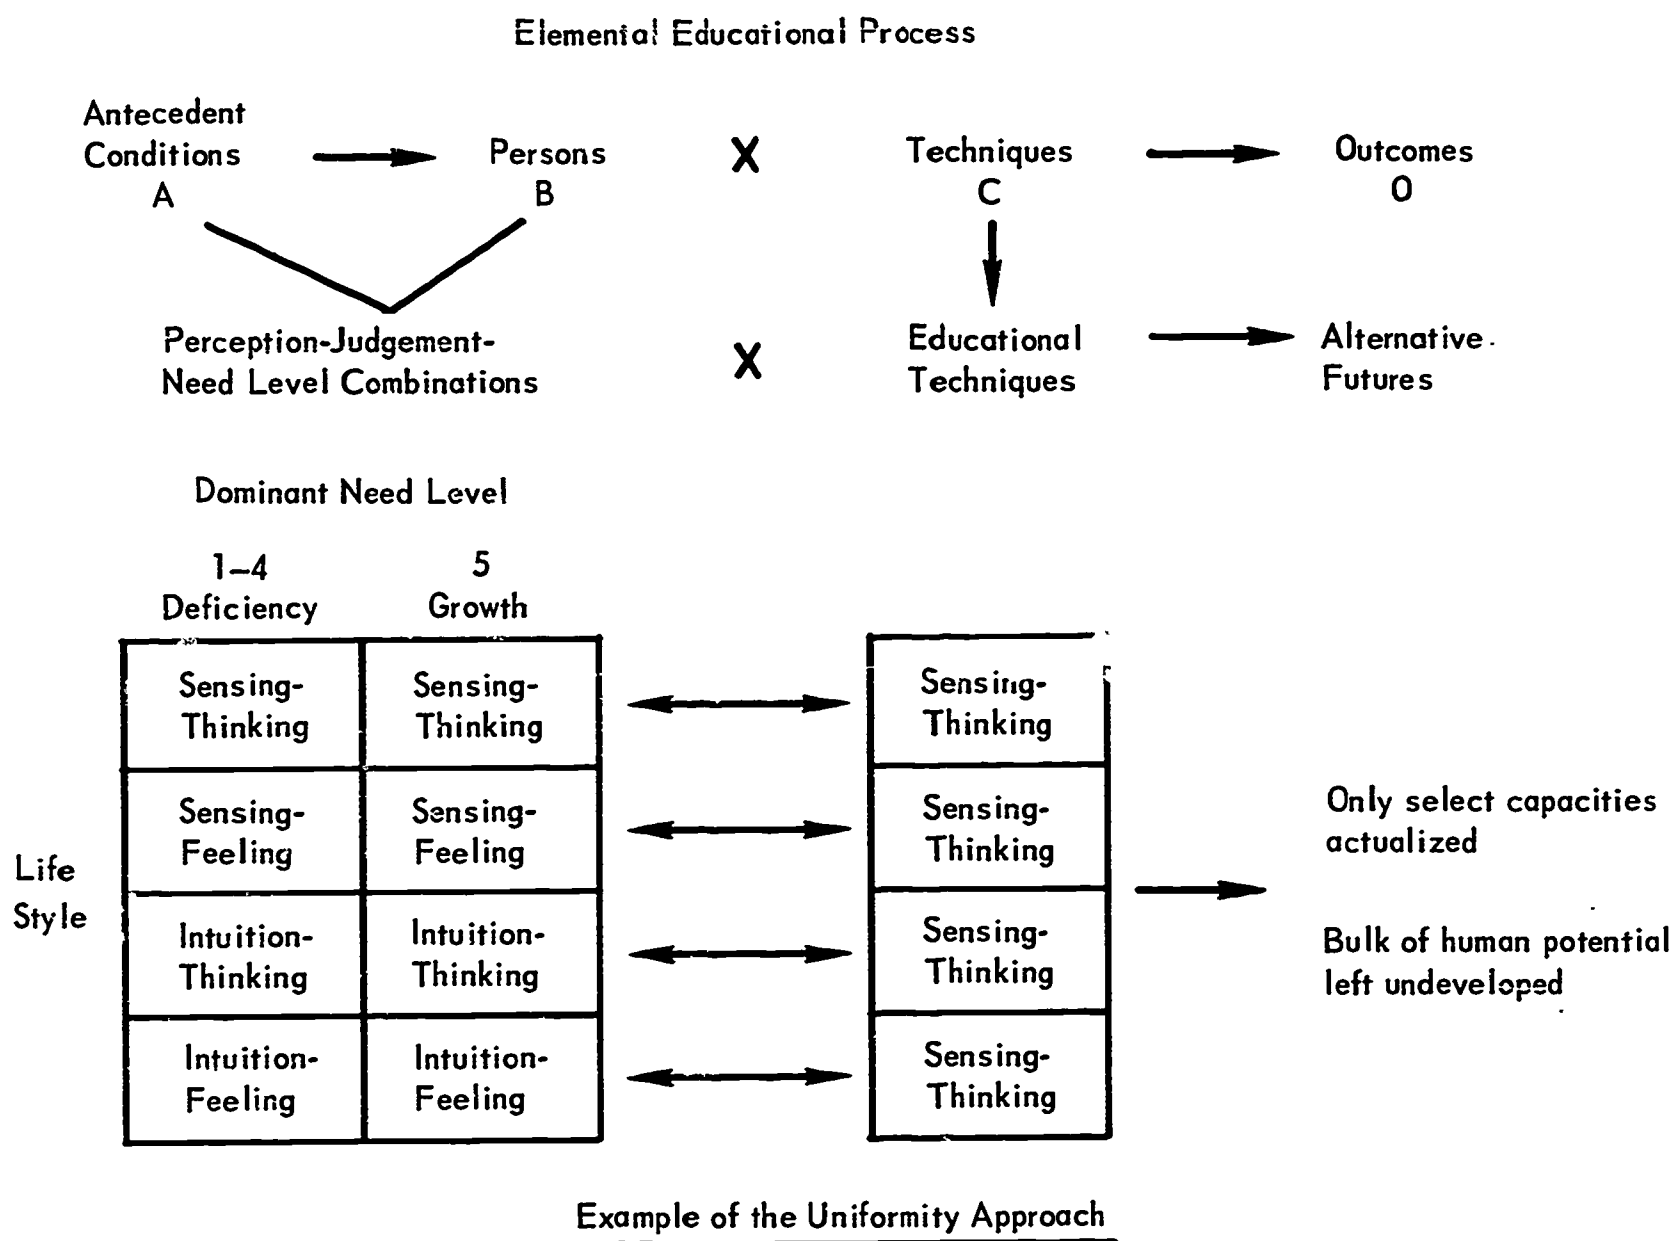 Elemental Educational Process
Antecedent
Conditions
A
Persons
B
X
Techniques
C
Outcomes
O
Perception-Judgement-
Need Level Combinations
X
Educational
Techniques
Alternative
Futures
Dominant Need Level
1-4
Deficiency
5
Growth
Life
Style
Sensing-
Thinking
Sensing-
Thinking
Sensing-
Thinking
Sensing-
Feeling
Sensing-
Feeling
Sensing-
Thinking
Intuition-
Thinking
Intuition-
Thinking
Sensing-
Thinking
Intuition-
Feeling
Intuition-
Feeling
Sensing-
Thinking
Only select capacities
actualized
Bulk of human potential
left undeveloped
Example of the Uniformity Approach